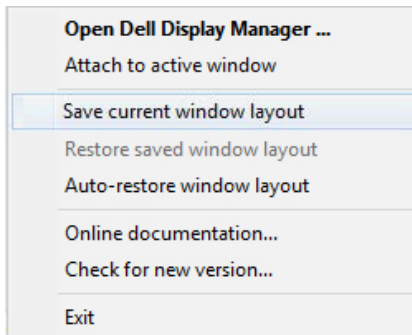 Open Dell Display Manager ...
Attach to active window
Save current window layout
Restore saved window layout
Auto-restore window layout
Online documentation...
Check for new version...
Exit